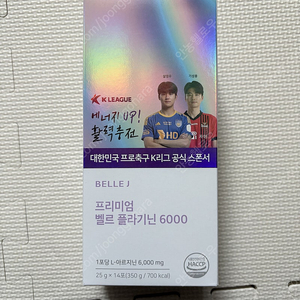 K LEAGUE
에너지 UP!
활력충전
HD
대한민국 프로축구 K리그 공식 스폰서
BELLE J
프리미엄
벨르 플라기닌 6000
1포당 L-아르지닌 6,000 mg
25 g × 14포(350 g / 700 kcal)
HACCP